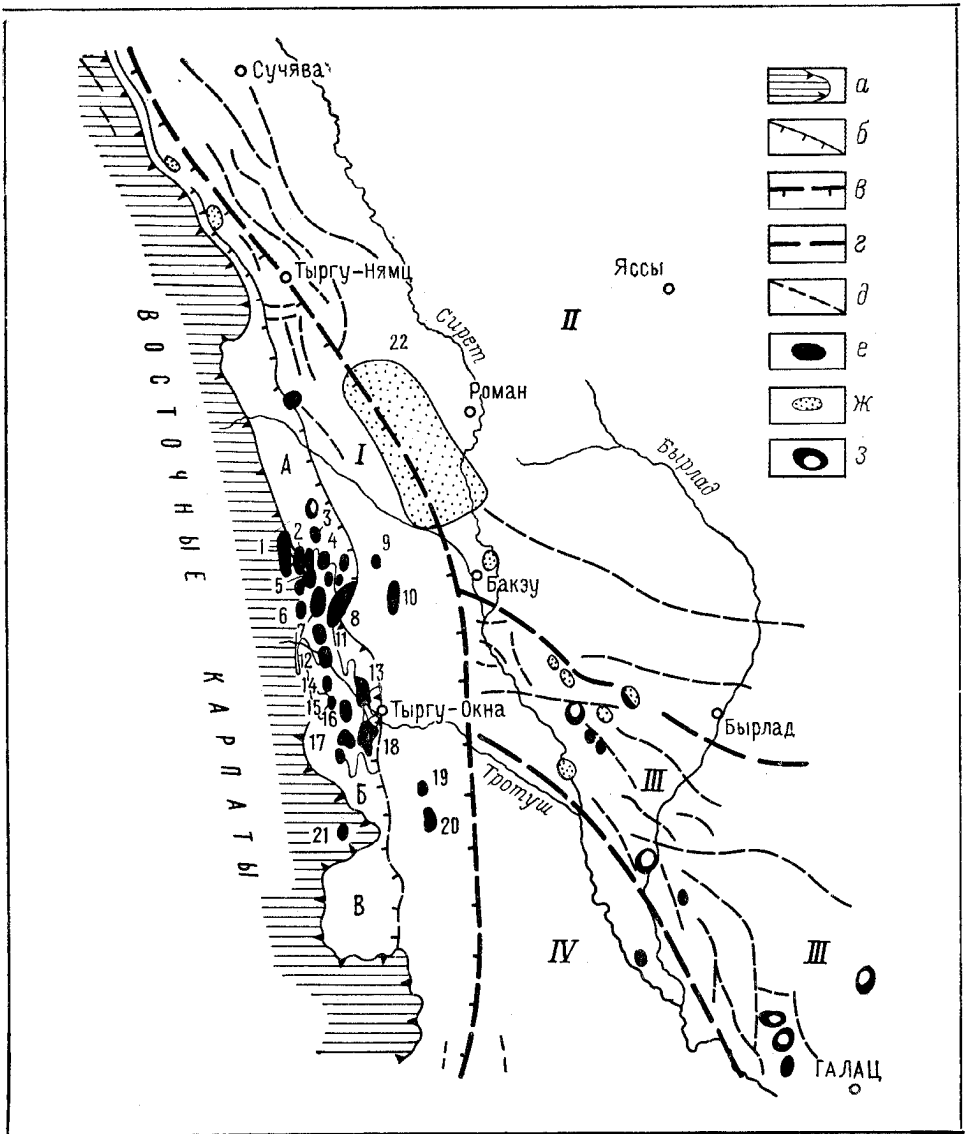 Сучява
а
б
в
г
д
е
ж
з
Тыргу-Нямц
Яссы
II
Сирет
22
Роман
Бырлад
ВОСТОЧНЫЕ
КАРПАТЫ
I
А
3
1
2
4
9
5
Бакэу
6
7
8
10
11
12
13
14
15
16
Тыргу-Окна
17
18
Бырлад
III
Тротуш
Б
19
20
21
В
IV
III
ГАЛАЦ